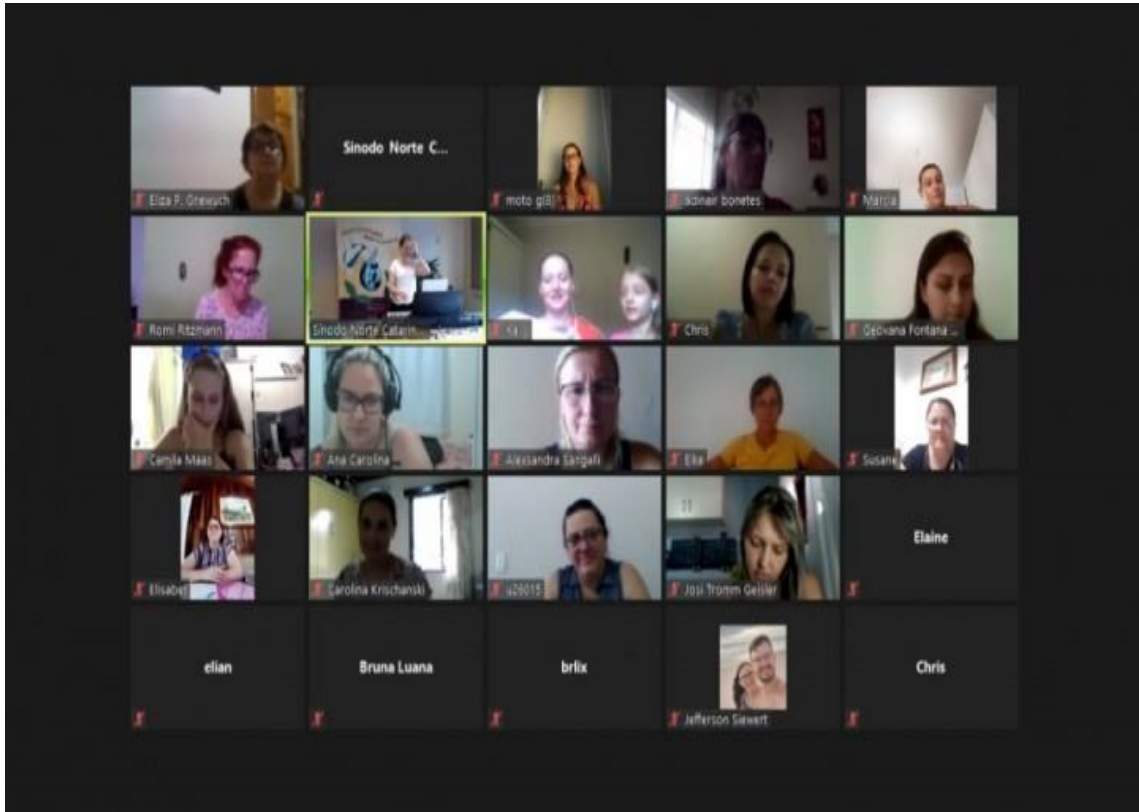 Eliza P. Grewuch
Sinodo Norte C...
moto g(8)
adinair bonetes
Marcia
Romi Ritzmann
Sinodo Norte Catarin...
Chris
Geovana Fontana ...
Camila Maas
Ana Carolina
Alexsandra Sangalli
Elke
Susane
Elisabet
Carolina Krischanski
u26015
Josi Tromm Geisler
Elaine
elian
Bruna Luana
brlix
Jefferson Siewert
Chris